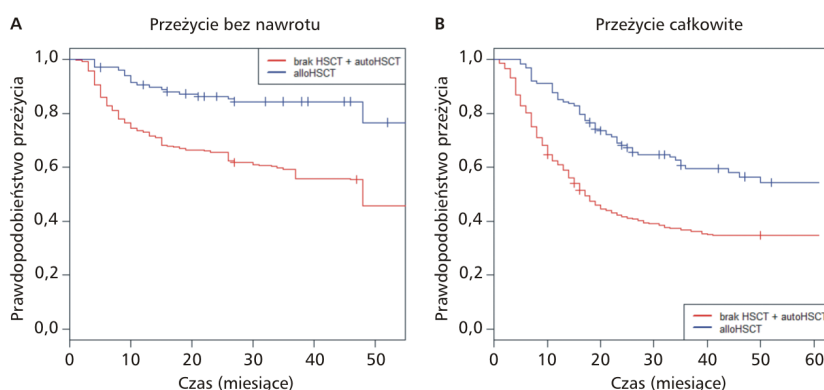 A
Przeżycie bez nawrotu
Prawdopodobieństwo przeżycia
1,0
0,8
0,6
0,4
0,2
0,0
brak HSCT + autoHSCT
alloHSCT
0 10 20 30 40 50
Czas (miesiące)
B
Przeżycie całkowite
Prawdopodobieństwo przeżycia
1,0
0,8
0,6
0,4
0,2
0,0
brak HSCT + autoHSCT
alloHSCT
0 10 20 30 40 50 60
Czas (miesiące)